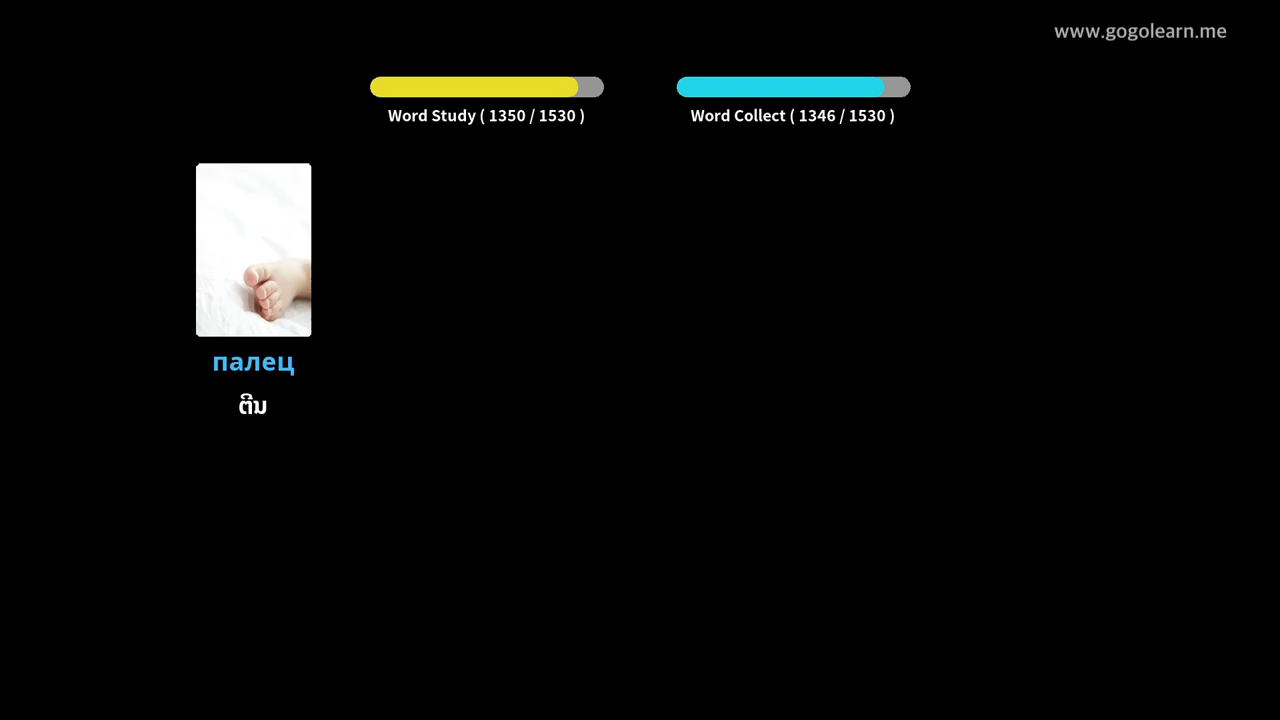 www.gogolearn.me
Word Study ( 1350 / 1530 )
Word Collect ( 1346 / 1530 )
палец
ຕີນ